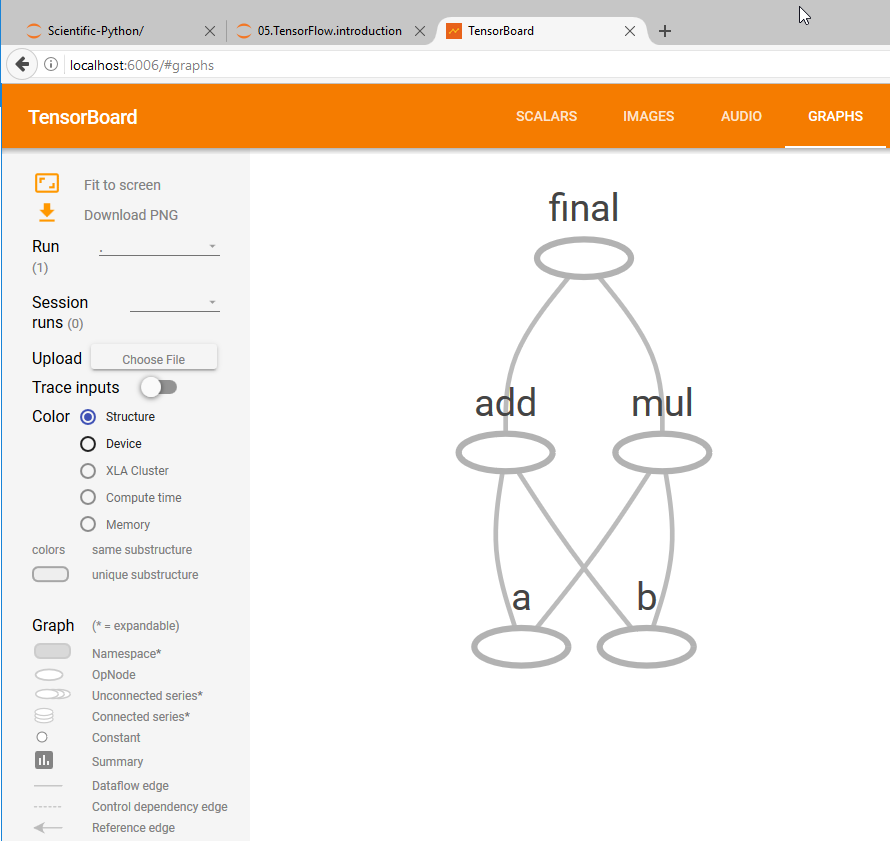 Scientific-Python/
05.TensorFlow.introduction
TensorBoard
localhost:6006/#graphs
TensorBoard
SCALARS
IMAGES
AUDIO
GRAPHS
Fit to screen
Download PNG
Run
(1)
.
Session
runs (0)
Upload
Choose File
Trace inputs
Color
Structure
Device
XLA Cluster
Compute time
Memory
colors
same substructure
unique substructure
Graph
(* = expandable)
Namespace*
OpNode
Unconnected series*
Connected series*
Constant
Summary
Dataflow edge
Control dependency edge
Reference edge
final
add
mul
a
b